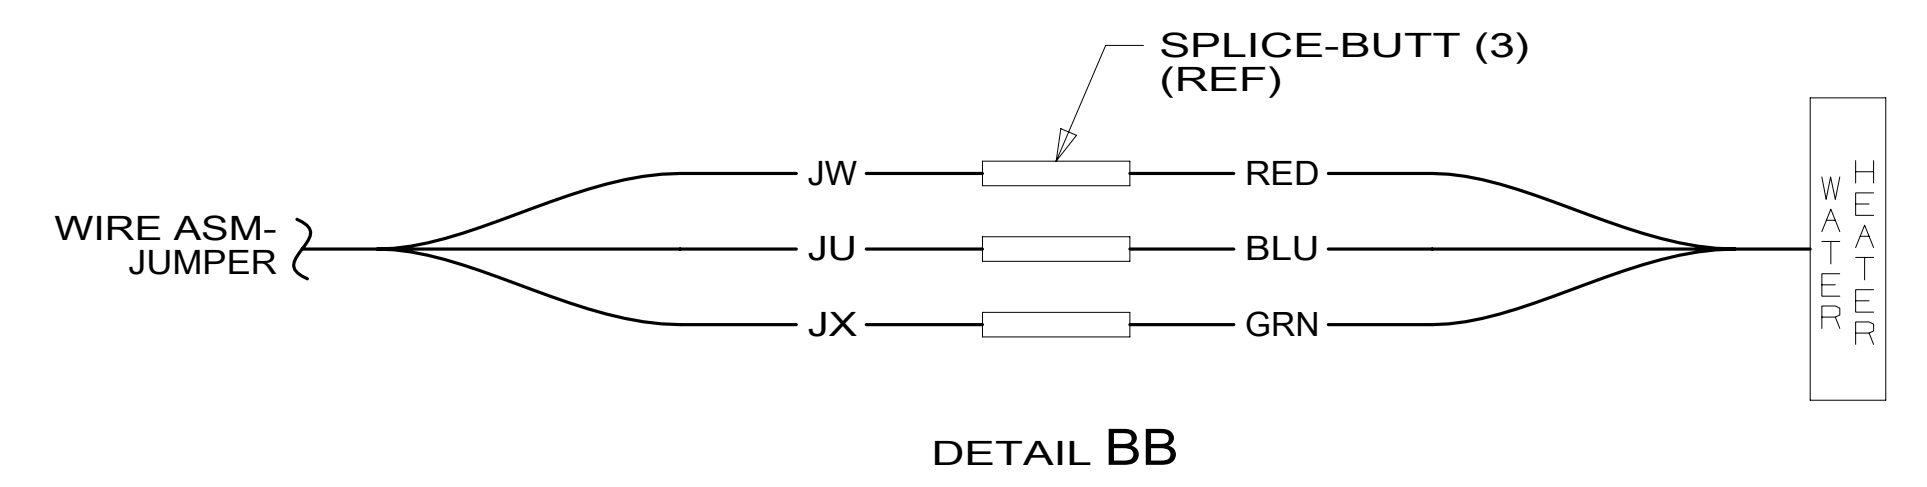 SPLICE-BUTT (3)
(REF)
WIRE ASM-
JUMPER
JW
RED
JU
BLU
JX
GRN
WATER
HEATER
DETAIL BB